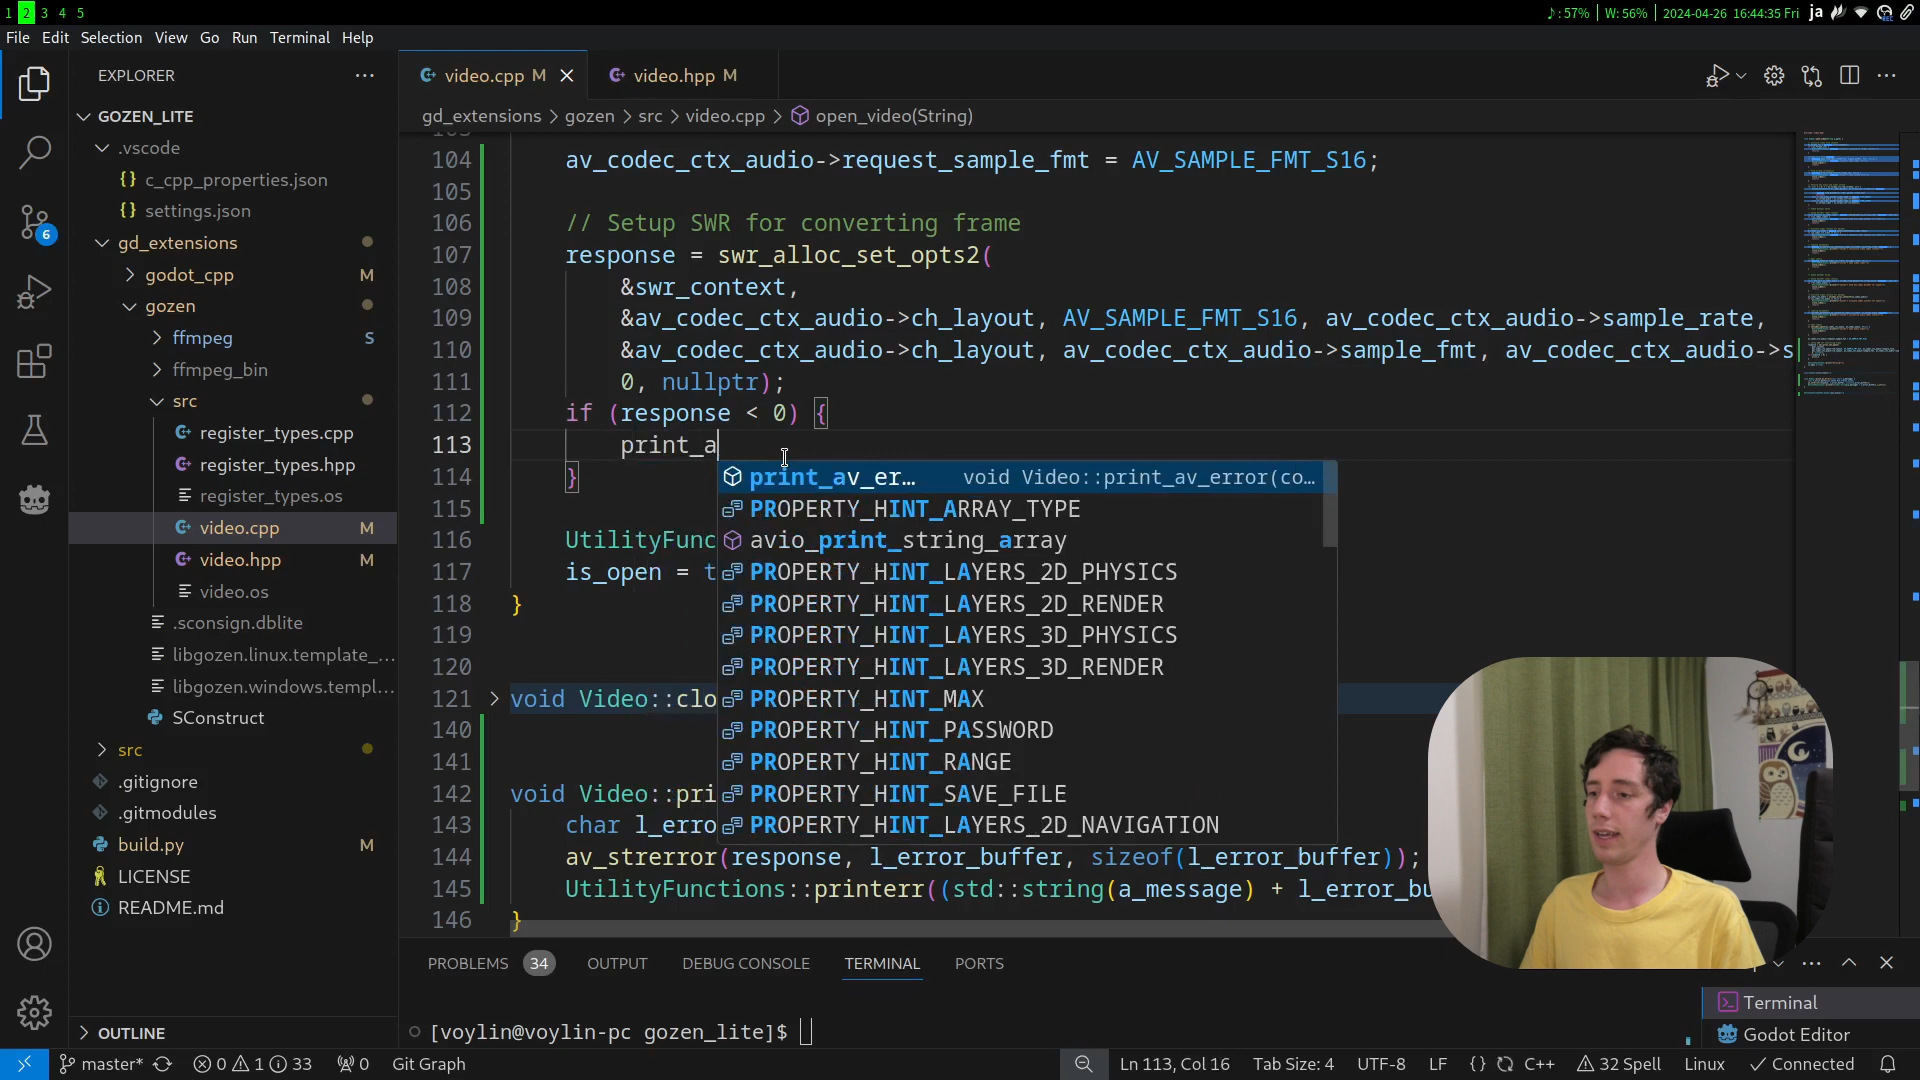 1 2 3 4 5
♪: 57% | W: 56% | 2024-04-26 16:44:35 Fri ja
File Edit Selection View Go Run Terminal Help
EXPLORER
GOZEN_LITE
.vscode
c_cpp_properties.json
settings.json
gd_extensions
godot_cpp M
gozen
ffmpeg S
ffmpeg_bin
src
register_types.cpp
register_types.hpp
register_types.os
video.cpp M
video.hpp M
video.os
.sconsign.dblite
libgozen.linux.template_...
libgozen.windows.templ...
SConstruct
src
.gitignore
.gitmodules
build.py M
LICENSE
README.md
OUTLINE
6
video.cpp M
video.hpp M
gd_extensions > gozen > src > video.cpp > open_video(String)
104 av_codec_ctx_audio->request_sample_fmt = AV_SAMPLE_FMT_S16;
105
106 // Setup SWR for converting frame
107 response = swr_alloc_set_opts2(
108 &swr_context,
109 &av_codec_ctx_audio->ch_layout, AV_SAMPLE_FMT_S16, av_codec_ctx_audio->sample_rate,
110 &av_codec_ctx_audio->ch_layout, av_codec_ctx_audio->sample_fmt, av_codec_ctx_audio->s
111 0, nullptr);
112 if (response < 0) {
113 print_a
114 }
115
116 UtilityFunc
117 is_open = t
118 }
119
120
121 void Video::clo
140
141
142 void Video::pri
143 char l_erro
144 av_strerror(response, l_error_buffer, sizeof(l_error_buffer));
145 UtilityFunctions::printerr((std::string(a_message) + l_error_bu
146 }
print_av_er... void Video::print_av_error(co...
PROPERTY_HINT_ARRAY_TYPE
avio_print_string_array
PROPERTY_HINT_LAYERS_2D_PHYSICS
PROPERTY_HINT_LAYERS_2D_RENDER
PROPERTY_HINT_LAYERS_3D_PHYSICS
PROPERTY_HINT_LAYERS_3D_RENDER
PROPERTY_HINT_MAX
PROPERTY_HINT_PASSWORD
PROPERTY_HINT_RANGE
PROPERTY_HINT_SAVE_FILE
PROPERTY_HINT_LAYERS_2D_NAVIGATION
PROBLEMS 34 OUTPUT DEBUG CONSOLE TERMINAL PORTS
[voylin@voylin-pc gozen_lite]$
Terminal
Godot Editor
master* 0 1 33 0 Git Graph
Ln 113, Col 16 Tab Size: 4 UTF-8 LF {} C++ 32 Spell Linux Connected